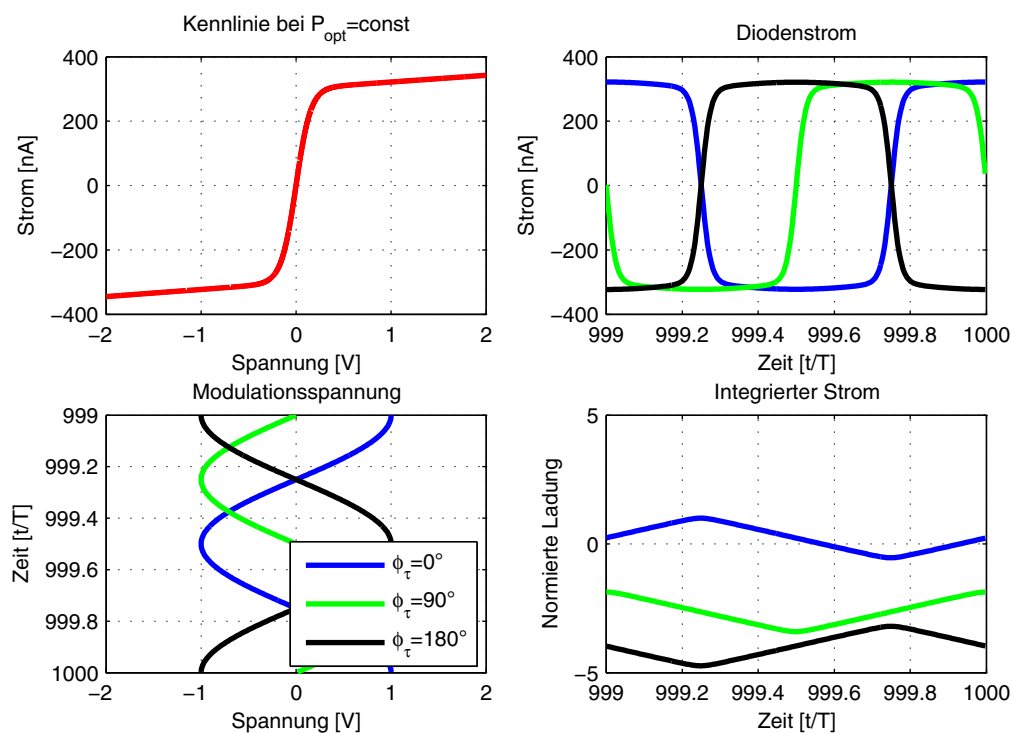 Kennlinie bei P_opt=const
400
200
0
−200
−400
Strom [nA]
−2 −1 0 1 2
Spannung [V]
Diodenstrom
400
200
0
−200
−400
Strom [nA]
999 999.2 999.4 999.6 999.8 1000
Zeit [t/T]
Modulationsspannung
999
999.2
999.4
999.6
999.8
1000
Zeit [t/T]
ϕ_τ=0°
ϕ_τ=90°
ϕ_τ=180°
−2 −1 0 1 2
Spannung [V]
Integrierter Strom
5
0
−5
Normierte Ladung
999 999.2 999.4 999.6 999.8 1000
Zeit [t/T]